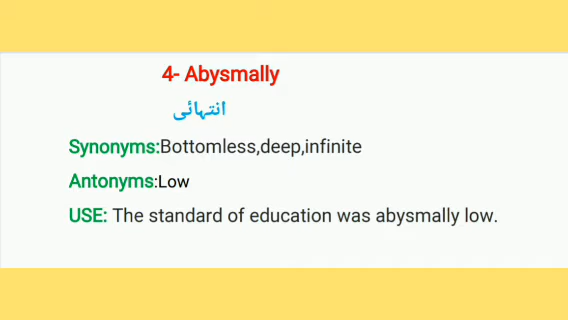 4- Abysmally
انتہائی
Synonyms:Bottomless,deep,infinite
Antonyms:Low
USE: The standard of education was abysmally low.